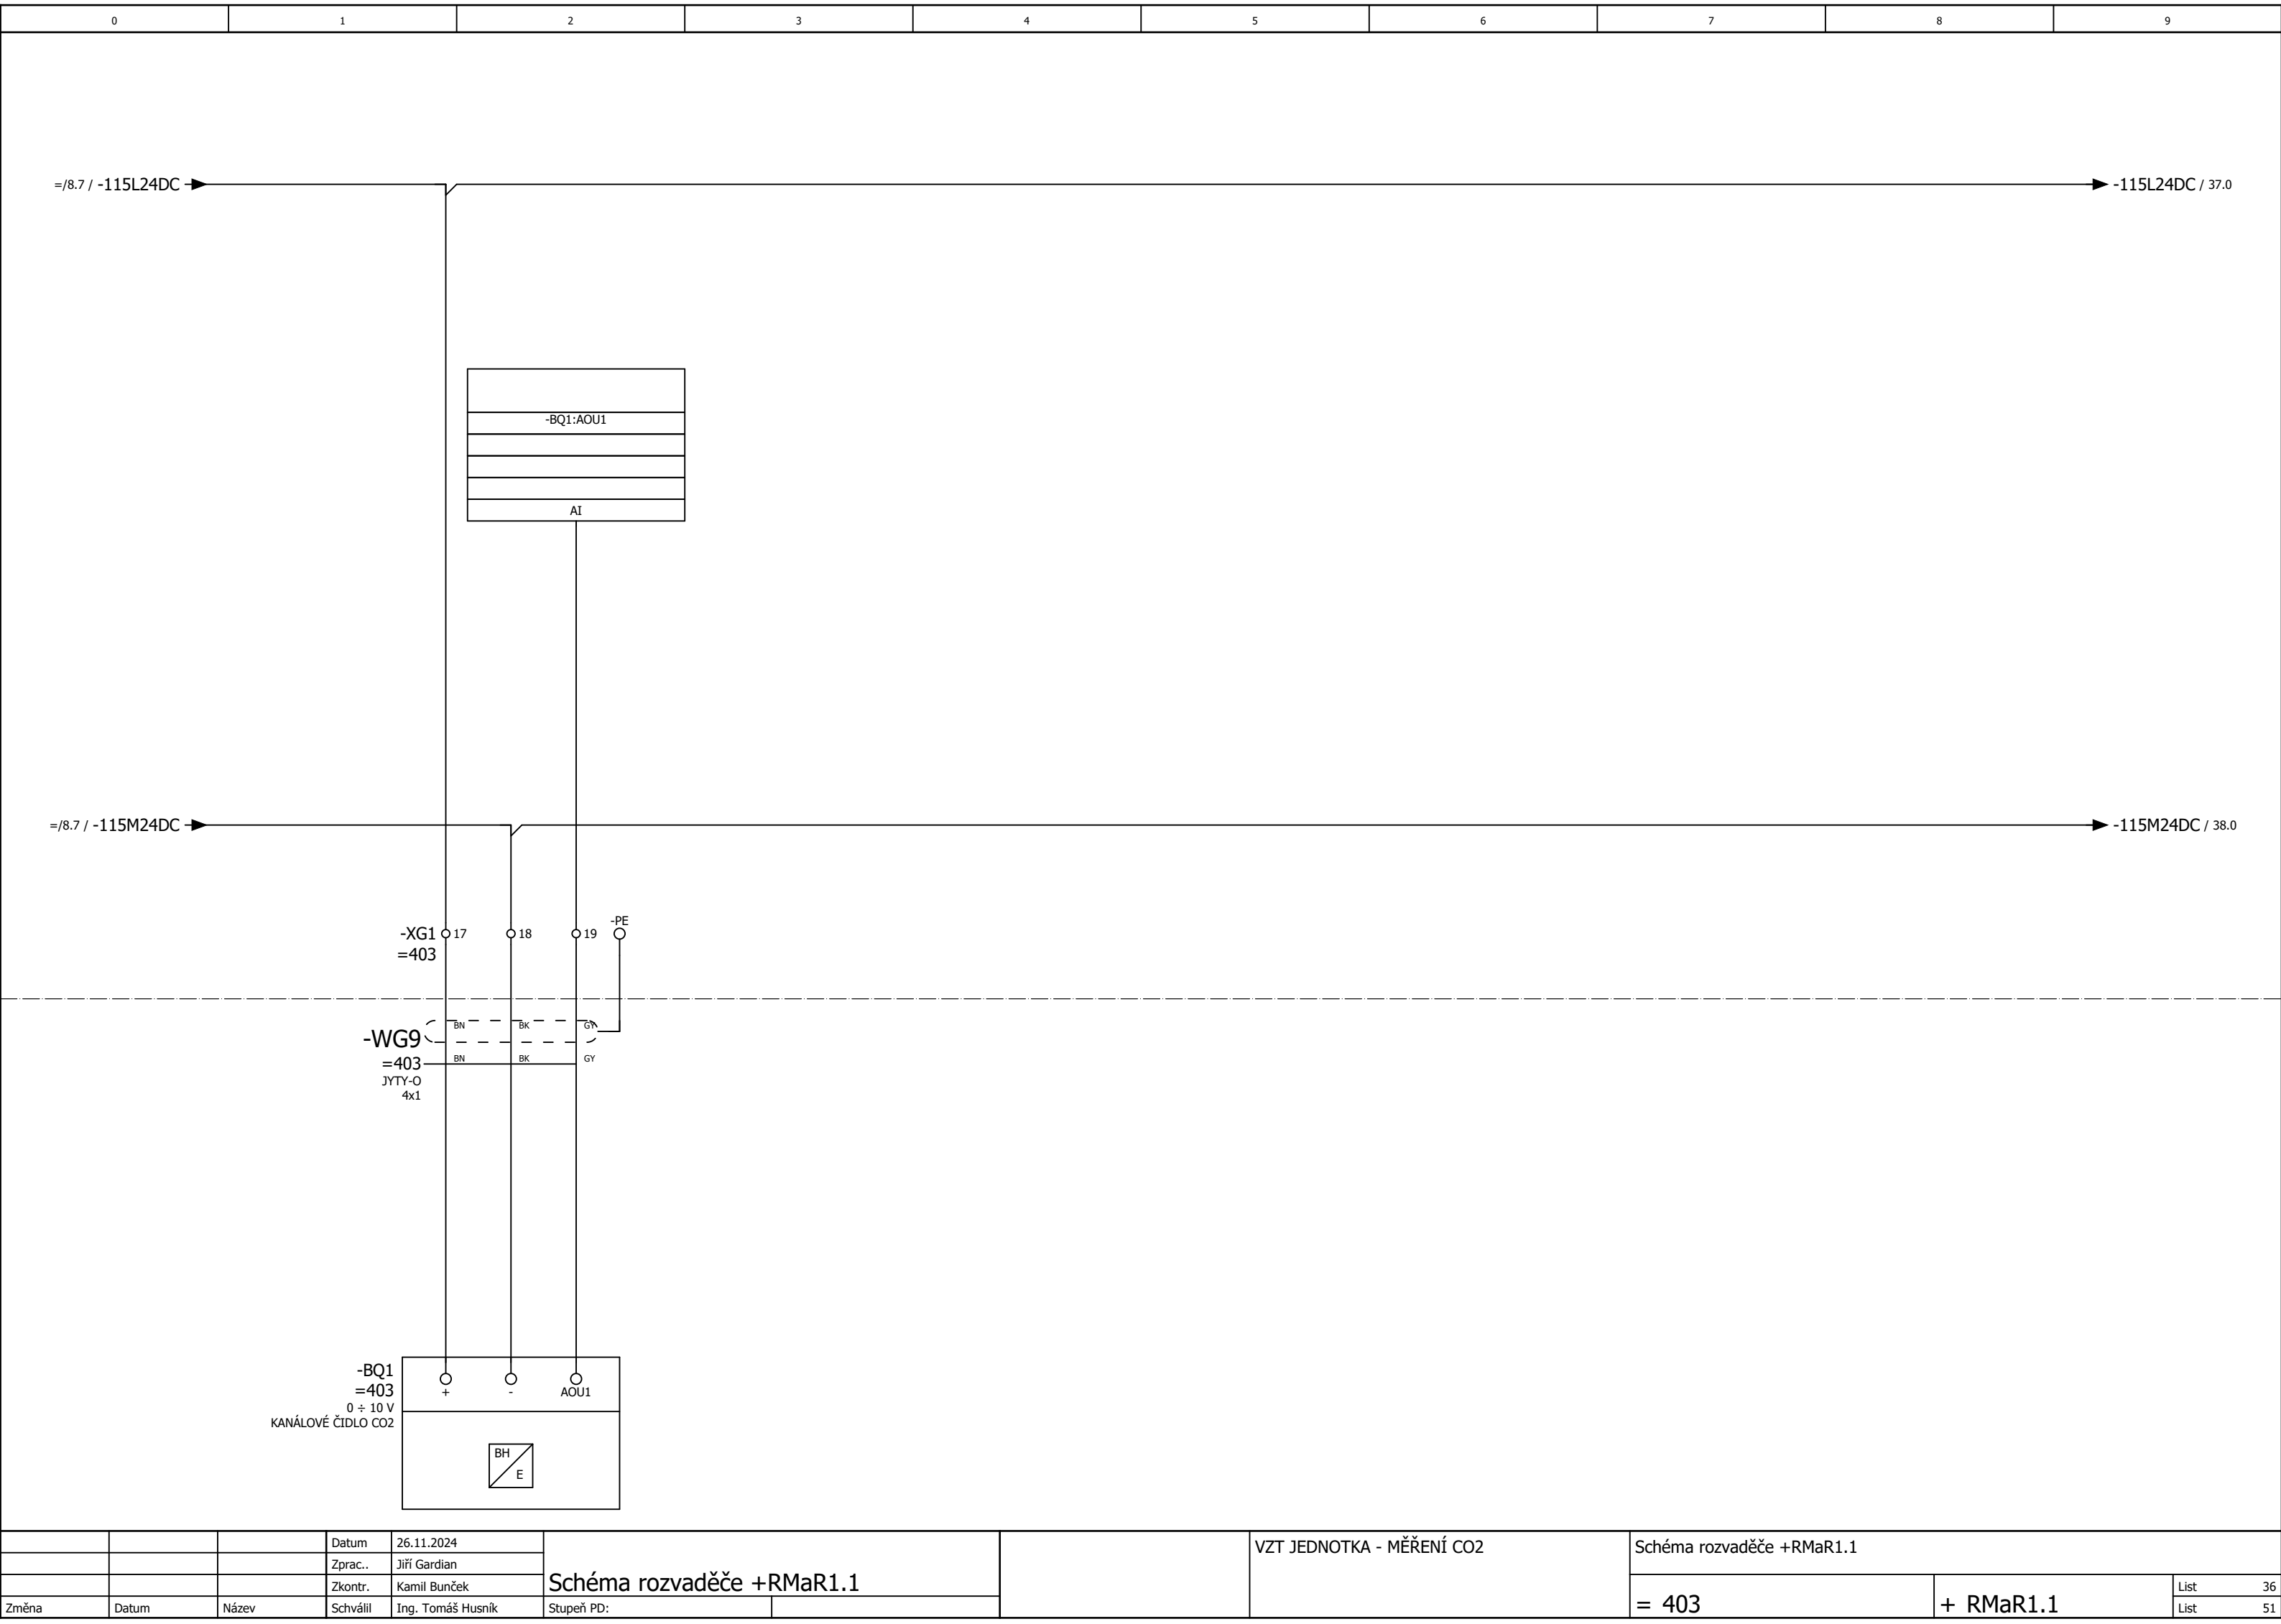 0 1 2 3 4 5 6 7 8 9
=/8.7 / -115L24DC
-115L24DC / 37.0
-BQ1:AOU1
AI
=/8.7 / -115M24DC
-115M24DC / 38.0
-PE
-XG1 17 18 19
=403
-WG9 BN BK GY
=403 BN BK GY
JYTY-O
4x1
-BQ1
=403
0 ÷ 10 V
KANÁLOVÉ ČIDLO CO2
+ - AOU1
BH
E
Datum 26.11.2024
Zprac.. Jiří Gardian
Zkontr. Kamil Bunček
Změna Datum Název Schválil Ing. Tomáš Husník
Schéma rozvaděče +RMaR1.1
Stupeň PD:
VZT JEDNOTKA - MĚŘENÍ CO2
Schéma rozvaděče +RMaR1.1
= 403
+ RMaR1.1
List 36
List 51